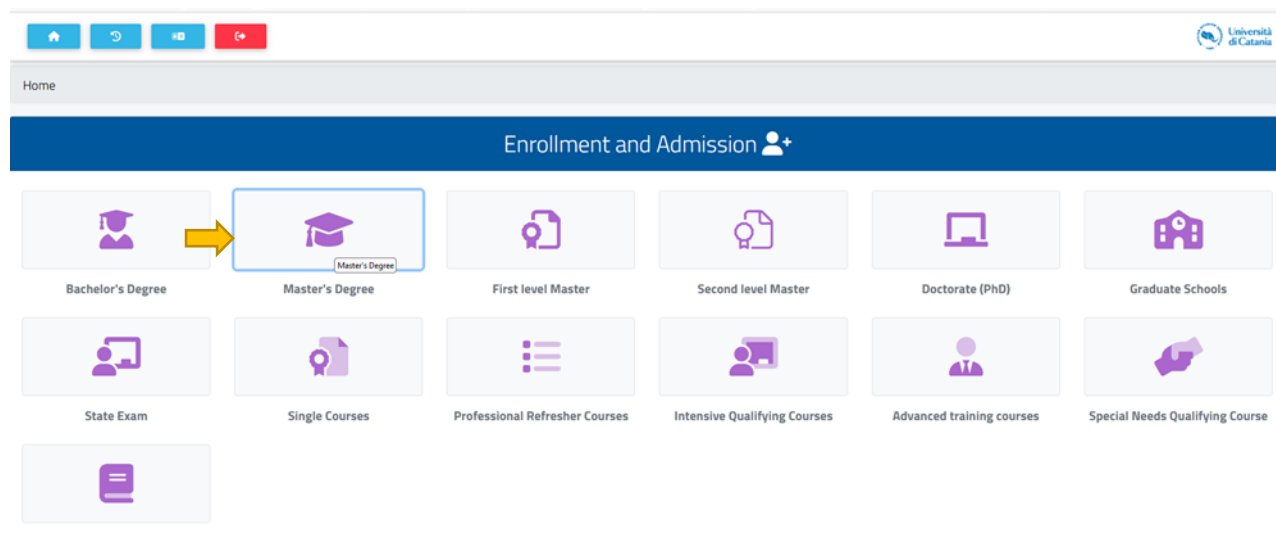 Università
di Catania
Home
Enrollment and Admission
Master's Degree
Bachelor's Degree
Master's Degree
First level Master
Second level Master
Doctorate (PhD)
Graduate Schools
State Exam
Single Courses
Professional Refresher Courses
Intensive Qualifying Courses
Advanced training courses
Special Needs Qualifying Course